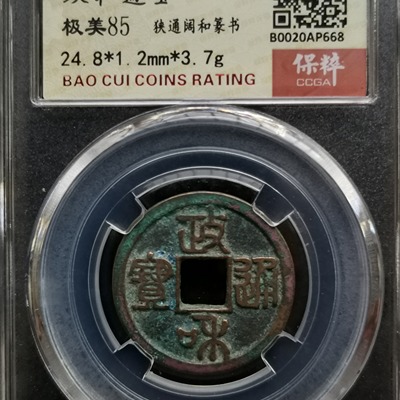 极美85 狭通阔和篆书
24.8*1.2mm*3.7g
BAO CUI COINS RATING
B0020AP668
保粹
CCGA
政和通寳